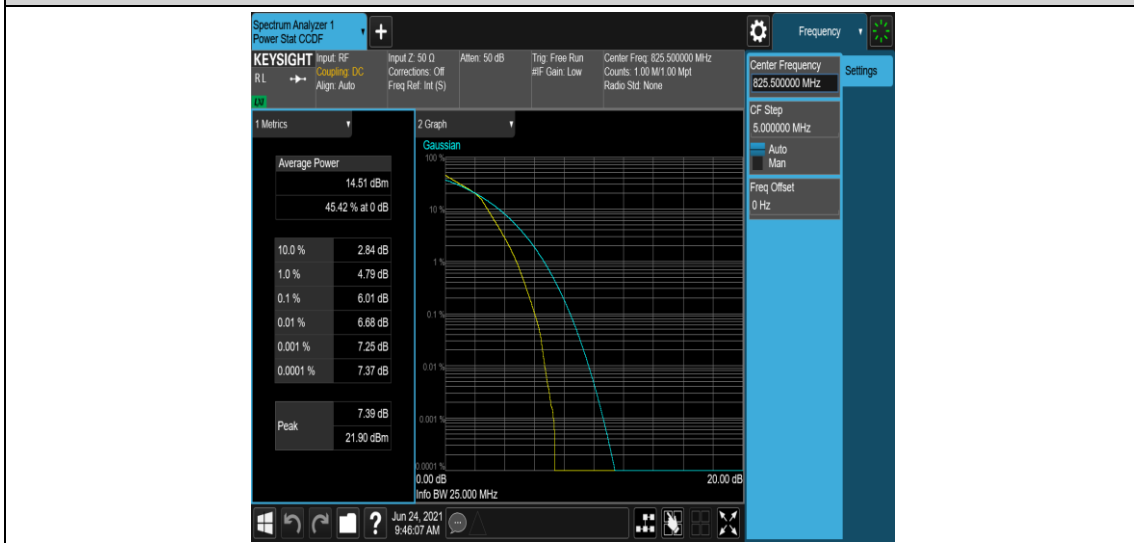 Spectrum Analyzer 1
Power Stat CCDF
Frequency
KEYSIGHT
RL
LXI
Input: RF
Coupling: DC
Align: Auto
Input Z: 50 Ω
Corrections: Off
Freq Ref: Int (S)
Atten: 50 dB
Trig: Free Run
#IF Gain: Low
Center Freq: 825.500000 MHz
Counts: 1.00 M/1.00 Mpt
Radio Std: None
Center Frequency
825.500000 MHz
Settings
CF Step
5.000000 MHz
Auto
Man
Freq Offset
0 Hz
1 Metrics
Average Power
14.51 dBm
45.42 % at 0 dB
10.0 % 2.84 dB
1.0 % 4.79 dB
0.1 % 6.01 dB
0.01 % 6.68 dB
0.001 % 7.25 dB
0.0001 % 7.37 dB
Peak 7.39 dB
21.90 dBm
2 Graph
Gaussian
100 %
10 %
1 %
0.1 %
0.01 %
0.001 %
0.0001 %
0.00 dB 20.00 dB
Info BW 25.000 MHz
Jun 24, 2021
9:46:07 AM